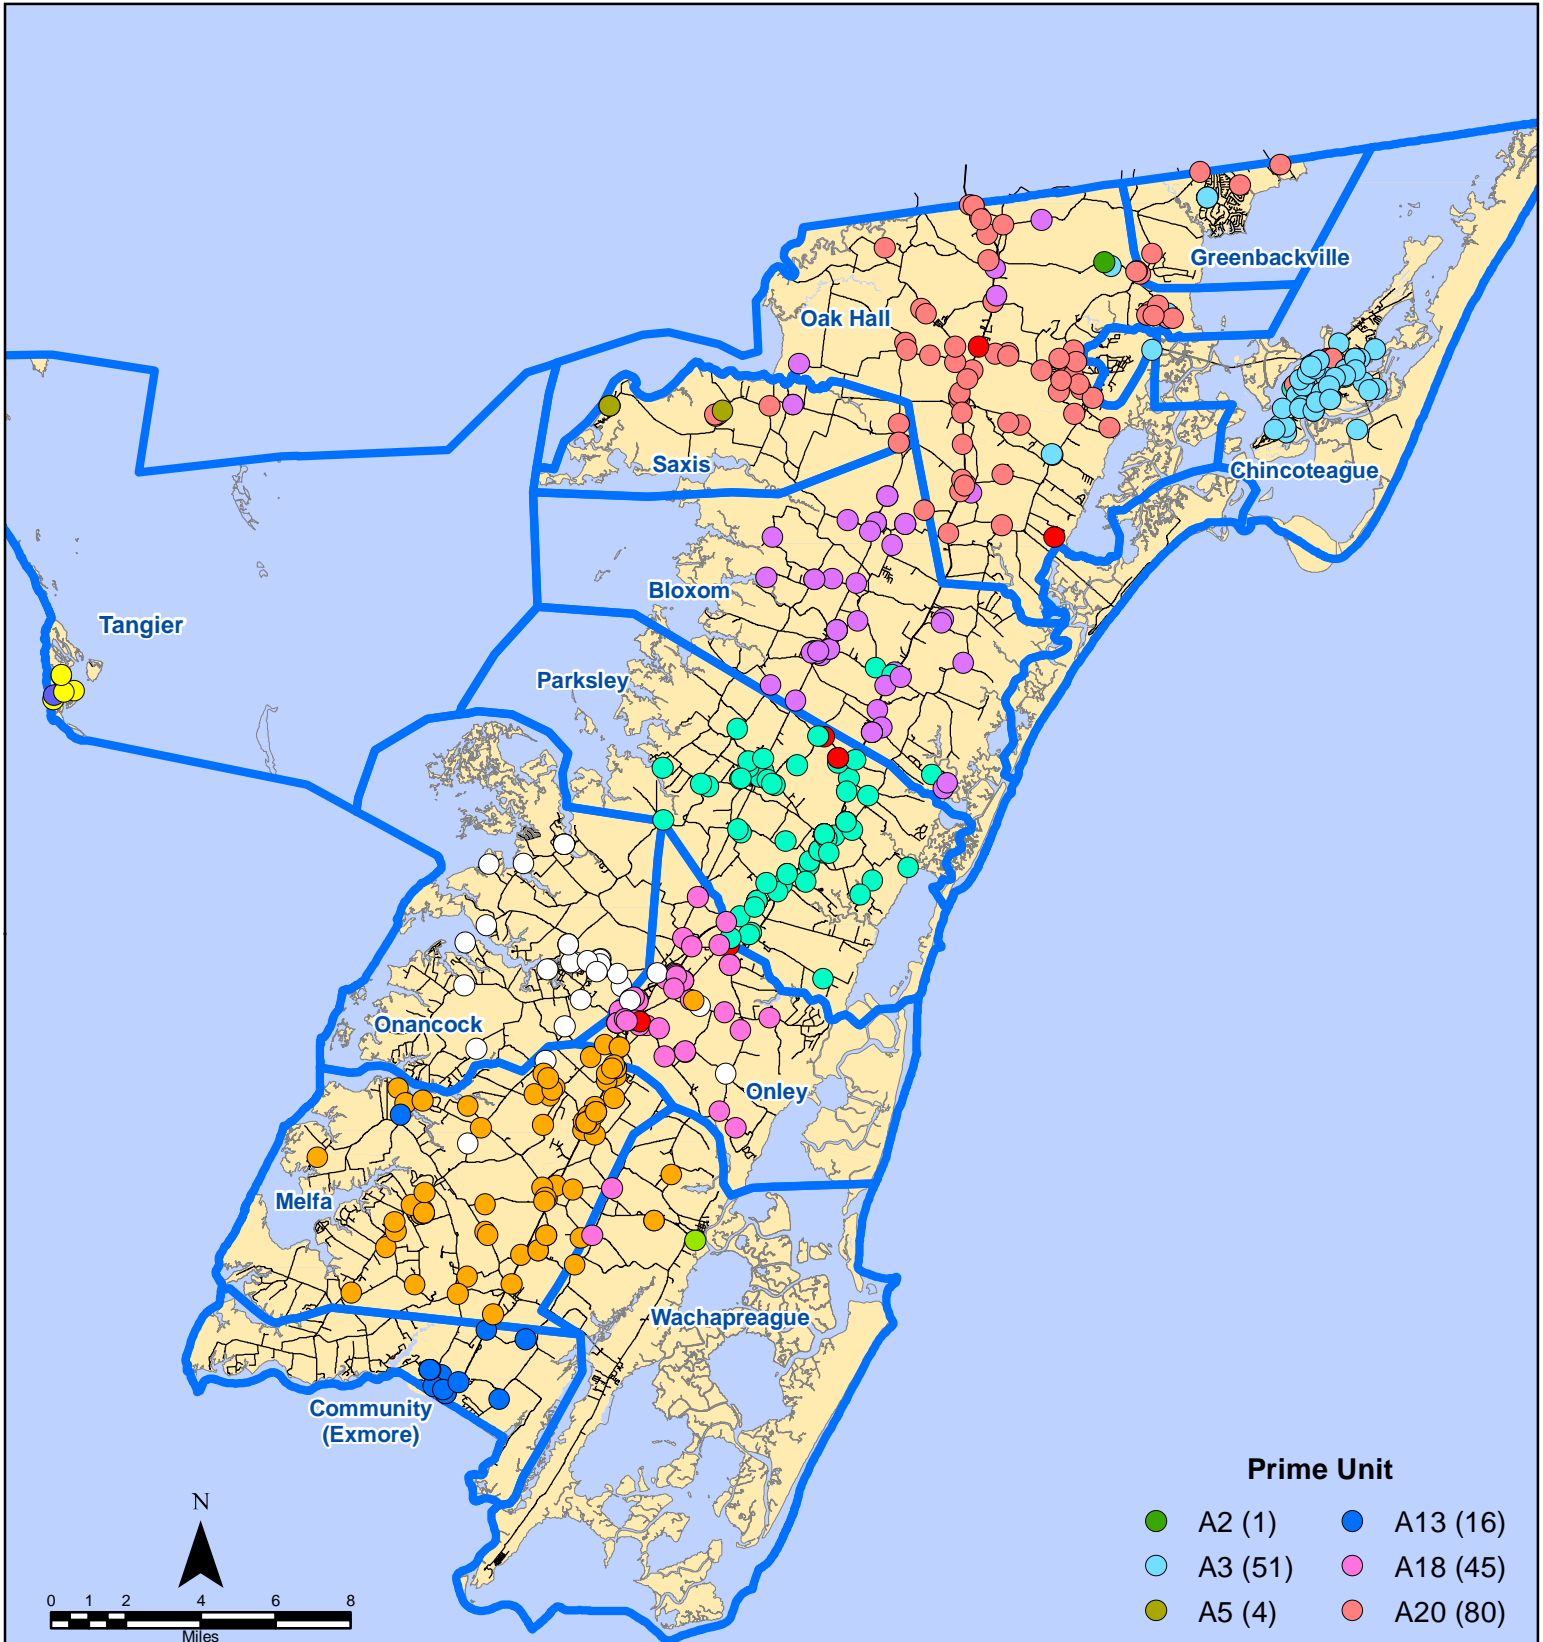 Greenbackville
Oak Hall
Saxis
Chincoteague
Bloxom
Tangier
Parksley
Onancock
Onley
Melfa
Wachapreague
Community
(Exmore)
Prime Unit
A2 (1)
A13 (16)
A3 (51)
A18 (45)
A5 (4)
A20 (80)
N
0 1 2 4 6 8
Miles